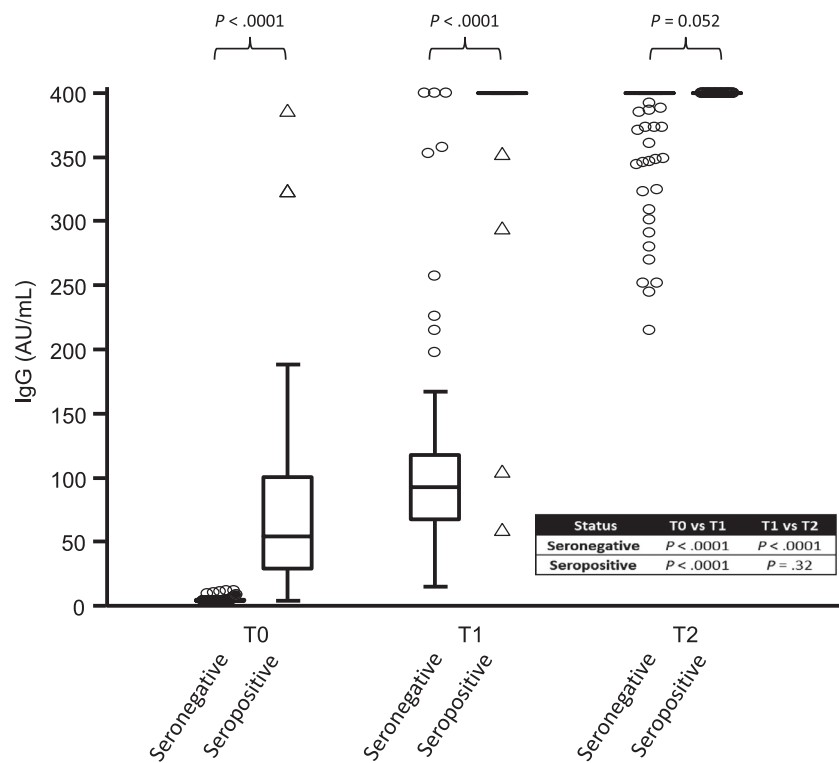 P < .0001 P < .0001 P = 0.052
IgG (AU/mL)
400
350
300
250
200
150
100
50
0
Status T0 vs T1 T1 vs T2
Seronegative P < .0001 P < .0001
Seropositive P < .0001 P = .32
T0 T1 T2
Seronegative Seropositive Seronegative Seropositive Seronegative Seropositive